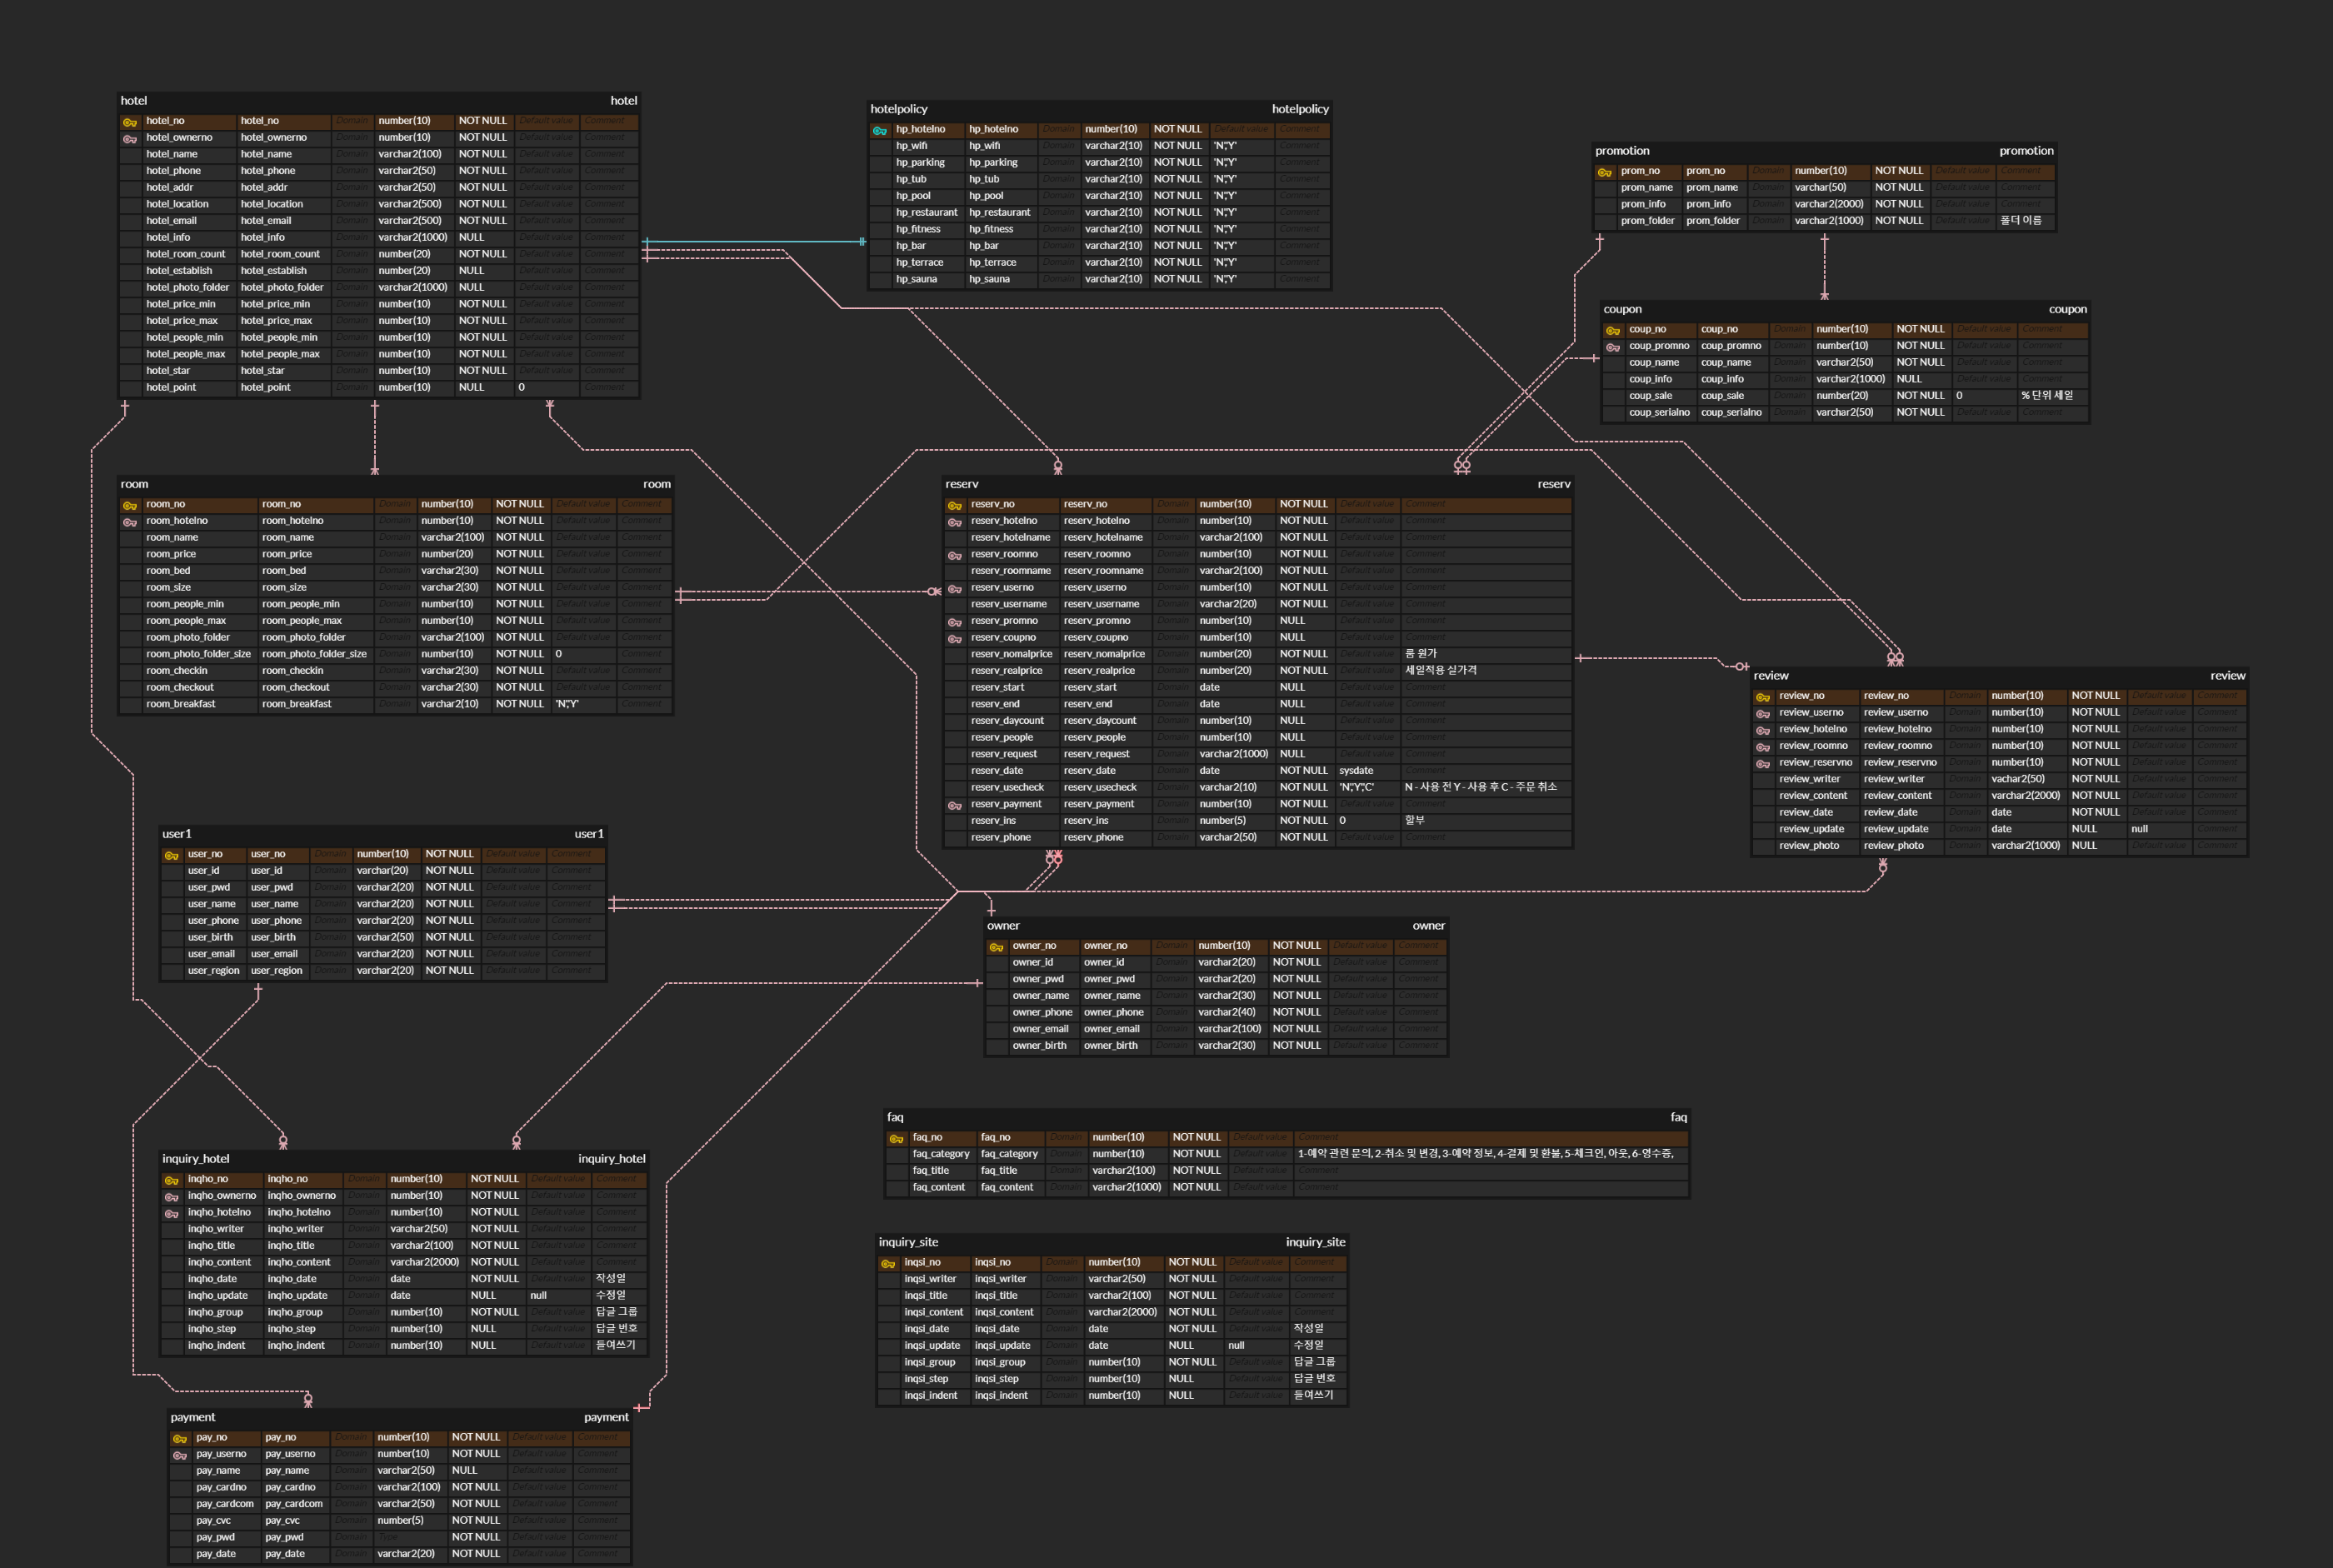 hotel hotel
hotel_no hotel_no Domain number(10) NOT NULL Default value Comment
hotel_ownerno hotel_ownerno Domain number(10) NOT NULL Default value Comment
hotel_name hotel_name Domain varchar2(100) NOT NULL Default value Comment
hotel_phone hotel_phone Domain varchar2(50) NOT NULL Default value Comment
hotel_addr hotel_addr Domain varchar2(50) NOT NULL Default value Comment
hotel_location hotel_location Domain varchar2(500) NOT NULL Default value Comment
hotel_email hotel_email Domain varchar2(500) NOT NULL Default value Comment
hotel_info hotel_info Domain varchar2(1000) NULL Default value Comment
hotel_room_count hotel_room_count Domain number(20) NOT NULL Default value Comment
hotel_establish hotel_establish Domain number(20) NULL Default value Comment
hotel_photo_folder hotel_photo_folder Domain varchar2(1000) NULL Default value Comment
hotel_price_min hotel_price_min Domain number(10) NOT NULL Default value Comment
hotel_price_max hotel_price_max Domain number(10) NOT NULL Default value Comment
hotel_people_min hotel_people_min Domain number(10) NOT NULL Default value Comment
hotel_people_max hotel_people_max Domain number(10) NOT NULL Default value Comment
hotel_star hotel_star Domain number(10) NOT NULL Default value Comment
hotel_point hotel_point Domain number(10) NULL 0 Comment
hotelpolicy hotelpolicy
hp_hotelno hp_hotelno Domain number(10) NOT NULL Default value Comment
hp_wifi hp_wifi Domain varchar2(10) NOT NULL 'N','Y' Comment
hp_parking hp_parking Domain varchar2(10) NOT NULL 'N','Y' Comment
hp_tub hp_tub Domain varchar2(10) NOT NULL 'N','Y' Comment
hp_pool hp_pool Domain varchar2(10) NOT NULL 'N','Y' Comment
hp_restaurant hp_restaurant Domain varchar2(10) NOT NULL 'N','Y' Comment
hp_fitness hp_fitness Domain varchar2(10) NOT NULL 'N','Y' Comment
hp_bar hp_bar Domain varchar2(10) NOT NULL 'N','Y' Comment
hp_terrace hp_terrace Domain varchar2(10) NOT NULL 'N','Y' Comment
hp_sauna hp_sauna Domain varchar2(10) NOT NULL 'N','Y' Comment
promotion promotion
prom_no prom_no Domain number(10) NOT NULL Default value Comment
prom_name prom_name Domain varchar(50) NOT NULL Default value Comment
prom_info prom_info Domain varchar2(2000) NOT NULL Default value Comment
prom_folder prom_folder Domain varchar2(1000) NOT NULL Default value 폴더 이름
coupon coupon
coup_no coup_no Domain number(10) NOT NULL Default value Comment
coup_promno coup_promno Domain number(10) NOT NULL Default value Comment
coup_name coup_name Domain varchar2(50) NOT NULL Default value Comment
coup_info coup_info Domain varchar2(1000) NULL Default value Comment
coup_sale coup_sale Domain number(20) NOT NULL 0 % 단위 세일
coup_serialno coup_serialno Domain varchar2(50) NOT NULL Default value Comment
room room
room_no room_no Domain number(10) NOT NULL Default value Comment
room_hotelno room_hotelno Domain number(10) NOT NULL Default value Comment
room_name room_name Domain varchar2(100) NOT NULL Default value Comment
room_price room_price Domain number(20) NOT NULL Default value Comment
room_bed room_bed Domain varchar2(30) NOT NULL Default value Comment
room_size room_size Domain varchar2(30) NOT NULL Default value Comment
room_people_min room_people_min Domain number(10) NOT NULL Default value Comment
room_people_max room_people_max Domain number(10) NOT NULL Default value Comment
room_photo_folder room_photo_folder Domain varchar2(100) NOT NULL Default value Comment
room_photo_folder_size room_photo_folder_size Domain number(10) NOT NULL 0 Comment
room_checkin room_checkin Domain varchar2(30) NOT NULL Default value Comment
room_checkout room_checkout Domain varchar2(30) NOT NULL Default value Comment
room_breakfast room_breakfast Domain varchar2(10) NOT NULL 'N','Y' Comment
reserv reserv
reserv_no reserv_no Domain number(10) NOT NULL Default value Comment
reserv_hotelno reserv_hotelno Domain number(10) NOT NULL Default value Comment
reserv_hotelname reserv_hotelname Domain varchar2(100) NOT NULL Default value Comment
reserv_roomno reserv_roomno Domain number(10) NOT NULL Default value Comment
reserv_roomname reserv_roomname Domain varchar2(100) NOT NULL Default value Comment
reserv_userno reserv_userno Domain number(10) NOT NULL Default value Comment
reserv_username reserv_username Domain varchar2(20) NOT NULL Default value Comment
reserv_promno reserv_promno Domain number(10) NULL Default value Comment
reserv_coupno reserv_coupno Domain number(10) NULL Default value Comment
reserv_nomalprice reserv_nomalprice Domain number(20) NOT NULL Default value 룸 원가
reserv_realprice reserv_realprice Domain number(20) NOT NULL Default value 세일적용 실가격
reserv_start reserv_start Domain date NULL Default value Comment
reserv_end reserv_end Domain date NULL Default value Comment
reserv_daycount reserv_daycount Domain number(10) NULL Default value Comment
reserv_people reserv_people Domain number(10) NULL Default value Comment
reserv_request reserv_request Domain varchar2(1000) NULL Default value Comment
reserv_date reserv_date Domain date NOT NULL sysdate Comment
reserv_usecheck reserv_usecheck Domain varchar2(10) NOT NULL 'N','Y','C' N - 사용 전 Y - 사용 후 C - 주문 취소
reserv_payment reserv_payment Domain number(10) NOT NULL Default value Comment
reserv_ins reserv_ins Domain number(5) NOT NULL 0 할부
reserv_phone reserv_phone Domain varchar2(50) NOT NULL Default value Comment
review review
review_no review_no Domain number(10) NOT NULL Default value Comment
review_userno review_userno Domain number(10) NOT NULL Default value Comment
review_hotelno review_hotelno Domain number(10) NOT NULL Default value Comment
review_roomno review_roomno Domain number(10) NOT NULL Default value Comment
review_reservno review_reservno Domain number(10) NOT NULL Default value Comment
review_writer review_writer Domain vachar2(50) NOT NULL Default value Comment
review_content review_content Domain varchar2(2000) NOT NULL Default value Comment
review_date review_date Domain date NOT NULL Default value Comment
review_update review_update Domain date NULL null Comment
review_photo review_photo Domain varchar2(1000) NULL Default value Comment
user1 user1
user_no user_no Domain number(10) NOT NULL Default value Comment
user_id user_id Domain varchar(20) NOT NULL Default value Comment
user_pwd user_pwd Domain varchar2(20) NOT NULL Default value Comment
user_name user_name Domain varchar2(20) NOT NULL Default value Comment
user_phone user_phone Domain varchar2(20) NOT NULL Default value Comment
user_birth user_birth Domain varchar2(50) NOT NULL Default value Comment
user_email user_email Domain varchar2(20) NOT NULL Default value Comment
user_region user_region Domain varchar2(20) NOT NULL Default value Comment
owner owner
owner_no owner_no Domain number(10) NOT NULL Default value Comment
owner_id owner_id Domain varchar2(20) NOT NULL Default value Comment
owner_pwd owner_pwd Domain varchar2(20) NOT NULL Default value Comment
owner_name owner_name Domain varchar2(30) NOT NULL Default value Comment
owner_phone owner_phone Domain varchar2(40) NOT NULL Default value Comment
owner_email owner_email Domain varchar2(100) NOT NULL Default value Comment
owner_birth owner_birth Domain varchar2(30) NOT NULL Default value Comment
faq faq
faq_no faq_no Domain number(10) NOT NULL Default value Comment
faq_category faq_category Domain number(10) NOT NULL Default value 1-예약 관련 문의, 2-취소 및 변경, 3-예약 정보, 4-결제 및 환불, 5-체크인, 아웃, 6-영수증,
faq_title faq_title Domain varchar2(100) NOT NULL Default value Comment
faq_content faq_content Domain varchar2(1000) NOT NULL Default value Comment
inquiry_hotel inquiry_hotel
inqho_no inqho_no Domain number(10) NOT NULL Default value Comment
inqho_ownerno inqho_ownerno Domain number(10) NOT NULL Default value Comment
inqho_hotelno inqho_hotelno Domain number(10) NOT NULL Default value Comment
inqho_writer inqho_writer Domain varchar2(50) NOT NULL Default value Comment
inqho_title inqho_title Domain varchar2(100) NOT NULL Default value Comment
inqho_content inqho_content Domain varchar2(2000) NOT NULL Default value Comment
inqho_date inqho_date Domain date NOT NULL Default value 작성일
inqho_update inqho_update Domain date NULL null 수정일
inqho_group inqho_group Domain number(10) NOT NULL Default value 답글 그룹
inqho_step inqho_step Domain number(10) NULL Default value 답글 번호
inqho_indent inqho_indent Domain number(10) NULL Default value 들여쓰기
inquiry_site inquiry_site
inqsi_no inqsi_no Domain number(10) NOT NULL Default value Comment
inqsi_writer inqsi_writer Domain varchar2(50) NOT NULL Default value Comment
inqsi_title inqsi_title Domain varchar2(100) NOT NULL Default value Comment
inqsi_content inqsi_content Domain varchar2(2000) NOT NULL Default value Comment
inqsi_date inqsi_date Domain date NOT NULL Default value 작성일
inqsi_update inqsi_update Domain date NULL null 수정일
inqsi_group inqsi_group Domain number(10) NOT NULL Default value 답글 그룹
inqsi_step inqsi_step Domain number(10) NULL Default value 답글 번호
inqsi_indent inqsi_indent Domain number(10) NULL Default value 들여쓰기
payment payment
pay_no pay_no Domain number(10) NOT NULL Default value Comment
pay_userno pay_userno Domain number(10) NOT NULL Default value Comment
pay_name pay_name Domain varchar2(50) NULL Default value Comment
pay_cardno pay_cardno Domain varchar2(100) NOT NULL Default value Comment
pay_cardcom pay_cardcom Domain varchar2(50) NOT NULL Default value Comment
pay_cvc pay_cvc Domain number(5) NOT NULL Default value Comment
pay_pwd pay_pwd Domain Type NOT NULL Default value Comment
pay_date pay_date Domain varchar2(20) NOT NULL Default value Comment